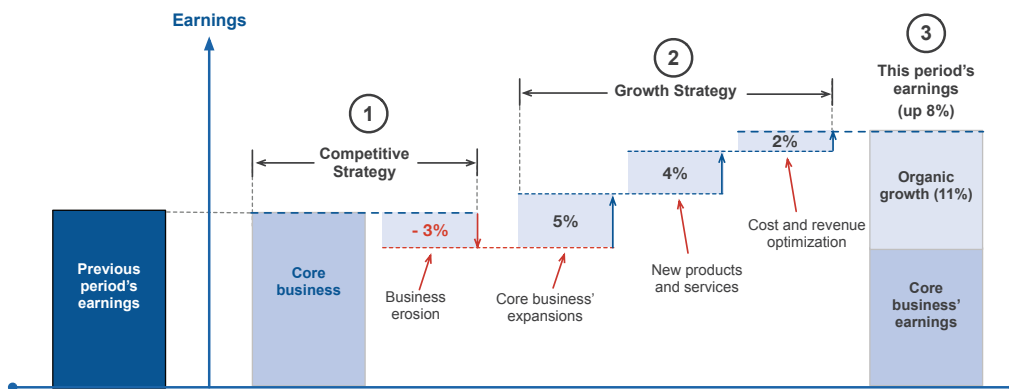 Earnings
1
Competitive
Strategy
2
Growth Strategy
3
This period's
earnings
(up 8%)
Previous
period's
earnings
Core
business
- 3%
Business
erosion
5%
Core business’
expansions
4%
New products
and services
2%
Cost and revenue
optimization
Organic
growth (11%)
Core
business’
earnings